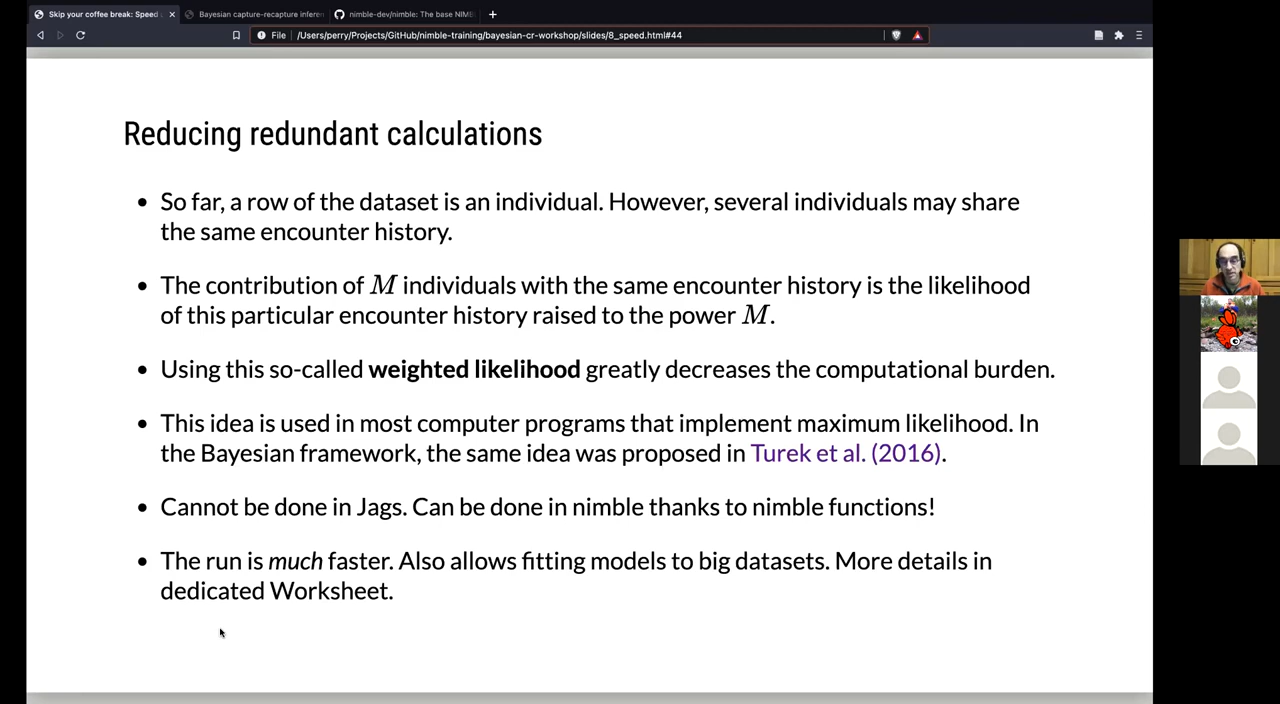 Skip your coffee break: Speed
Bayesian capture-recapture inferen
nimble-dev/nimble: The base NIMB
File
/Users/perry/Projects/GitHub/nimble-training/bayesian-cr-workshop/slides/8_speed.html#44
Reducing redundant calculations
• So far, a row of the dataset is an individual. However, several individuals may share
the same encounter history.
• The contribution of M individuals with the same encounter history is the likelihood
of this particular encounter history raised to the power M.
• Using this so-called weighted likelihood greatly decreases the computational burden.
• This idea is used in most computer programs that implement maximum likelihood. In
the Bayesian framework, the same idea was proposed in Turek et al. (2016).
• Cannot be done in Jags. Can be done in nimble thanks to nimble functions!
• The run is much faster. Also allows fitting models to big datasets. More details in
dedicated Worksheet.